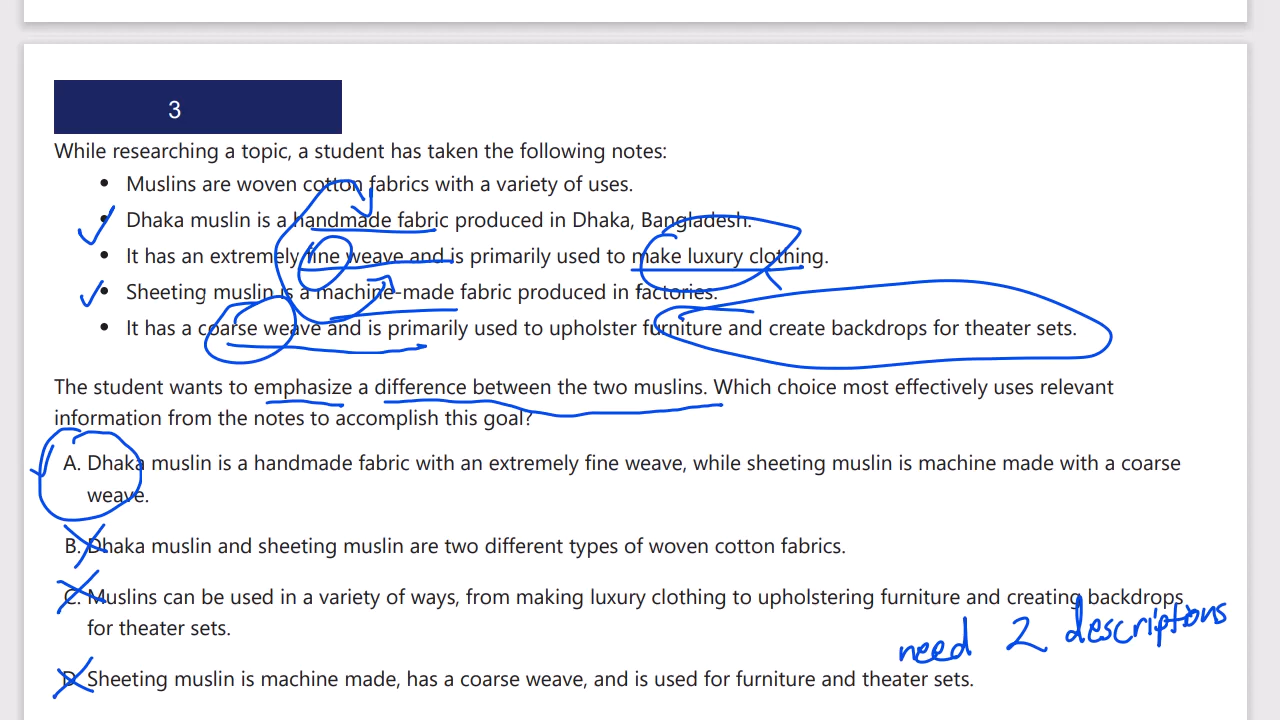 3
While researching a topic, a student has taken the following notes:
• Muslins are woven cotton fabrics with a variety of uses.
• Dhaka muslin is a handmade fabric produced in Dhaka, Bangladesh.
• It has an extremely fine weave and is primarily used to make luxury clothing.
• Sheeting muslin is a machine-made fabric produced in factories.
• It has a coarse weave and is primarily used to upholster furniture and create backdrops for theater sets.
The student wants to emphasize a difference between the two muslins. Which choice most effectively uses relevant
information from the notes to accomplish this goal?
A. Dhaka muslin is a handmade fabric with an extremely fine weave, while sheeting muslin is machine made with a coarse
weave.
B. Dhaka muslin and sheeting muslin are two different types of woven cotton fabrics.
C. Muslins can be used in a variety of ways, from making luxury clothing to upholstering furniture and creating backdrops
for theater sets.
need 2 descriptions
D. Sheeting muslin is machine made, has a coarse weave, and is used for furniture and theater sets.